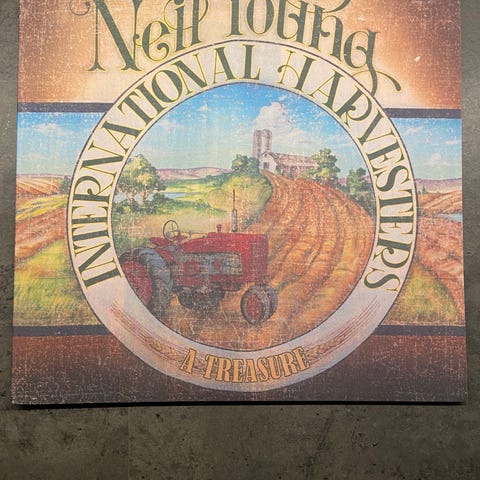 Neil Young
INTERNATIONAL HARVESTERS
A TREASURE